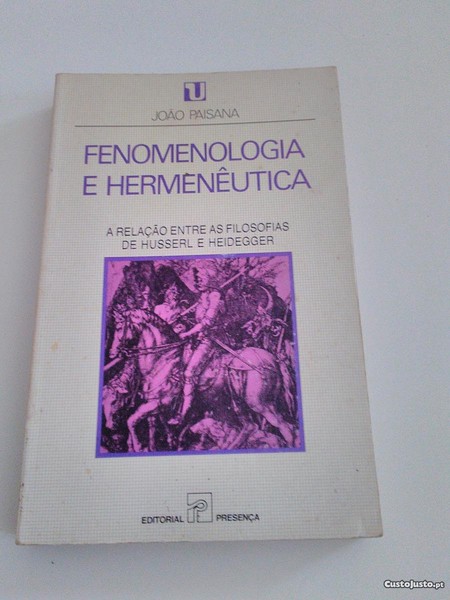 U
JOÃO PAISANA
FENOMENOLOGIA
E HERMENÊUTICA
A RELAÇÃO ENTRE AS FILOSOFIAS
DE HUSSERL E HEIDEGGER
EDITORIAL PRESENÇA
CustoJusto.pt